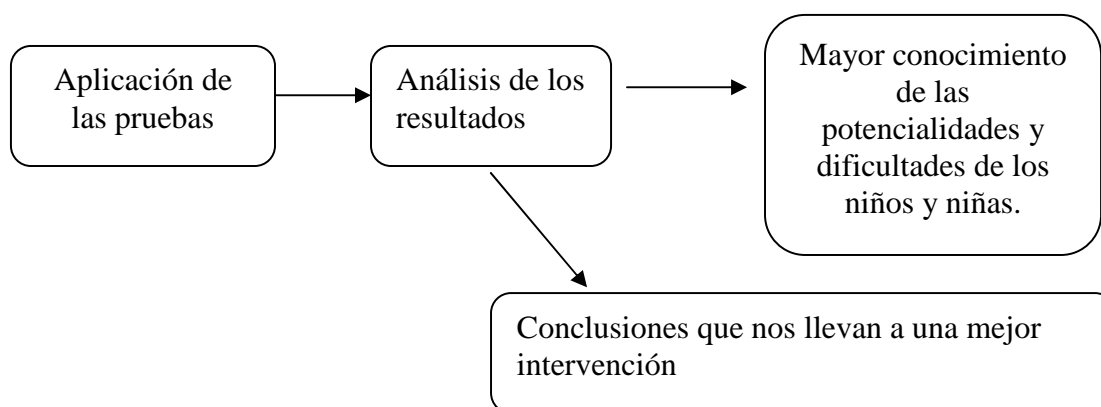 Aplicación de
las pruebas
Análisis de los
resultados
Mayor conocimiento
de las
potencialidades y
dificultades de los
niños y niñas.
Conclusiones que nos llevan a una mejor
intervención